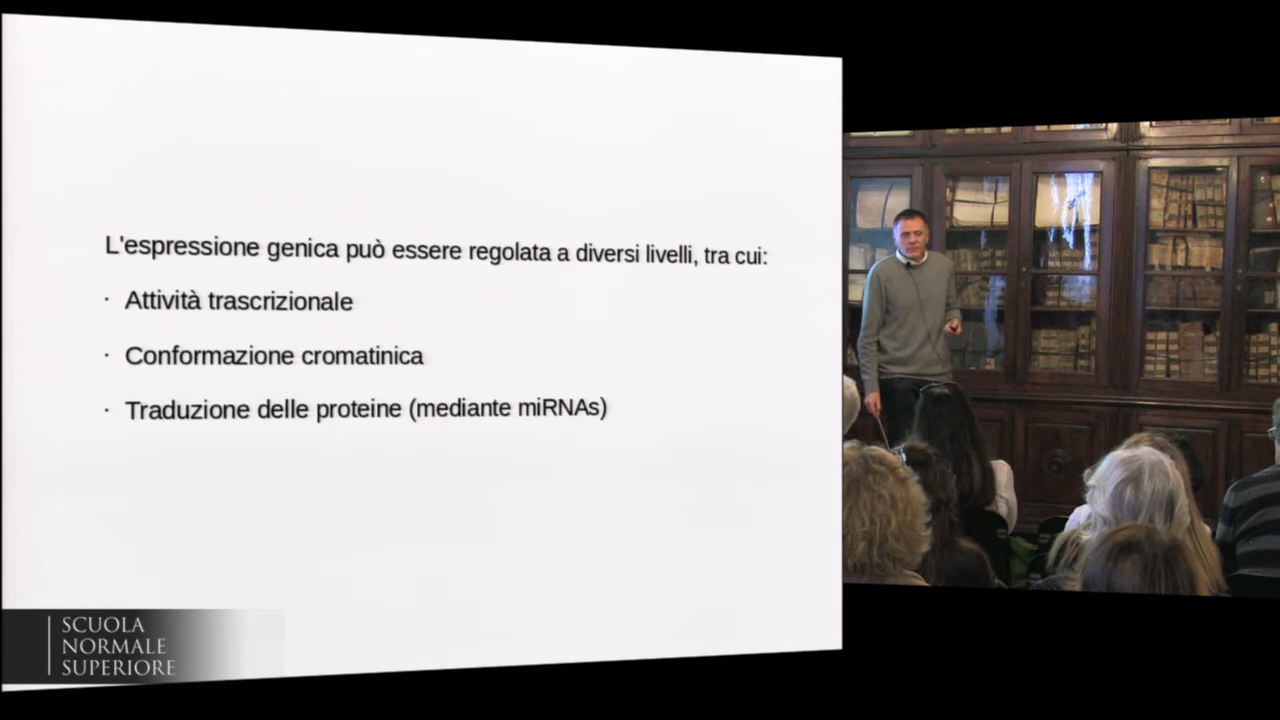 L'espressione genica può essere regolata a diversi livelli, tra cui:
· Attività trascrizionale
· Conformazione cromatinica
· Traduzione delle proteine (mediante miRNAs)
SCUOLA
NORMALE
SUPERIORE